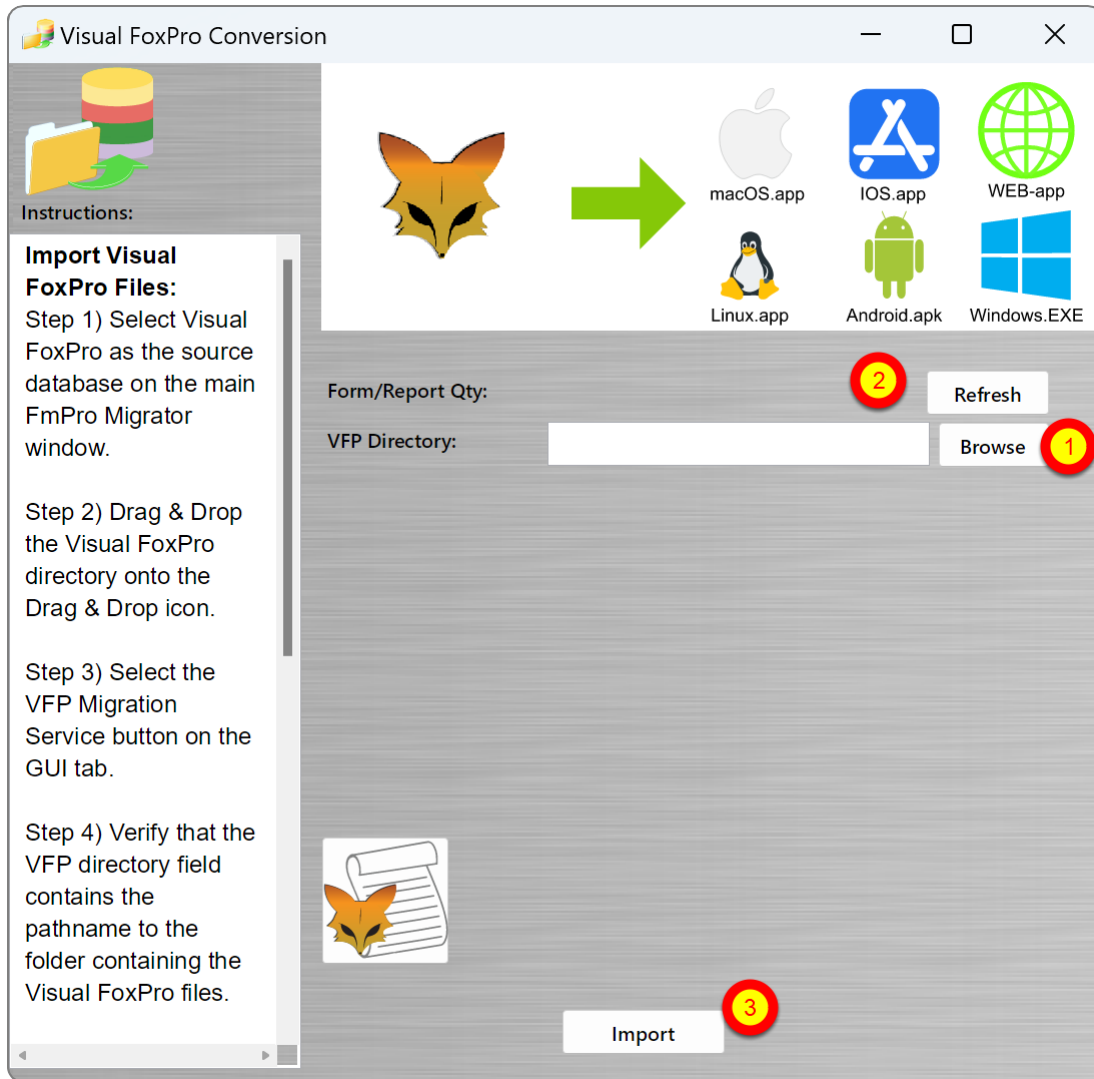 Visual FoxPro Conversion
Instructions:
Import Visual
FoxPro Files:
Step 1) Select Visual
FoxPro as the source
database on the main
FmPro Migrator
window.
Step 2) Drag & Drop
the Visual FoxPro
directory onto the
Drag & Drop icon.
Step 3) Select the
VFP Migration
Service button on the
GUI tab.
Step 4) Verify that the
VFP directory field
contains the
pathname to the
folder containing the
Visual FoxPro files.
macOS.app
IOS.app
WEB-app
Linux.app
Android.apk
Windows.EXE
Form/Report Qty:
2
Refresh
VFP Directory:
Browse
1
3
Import